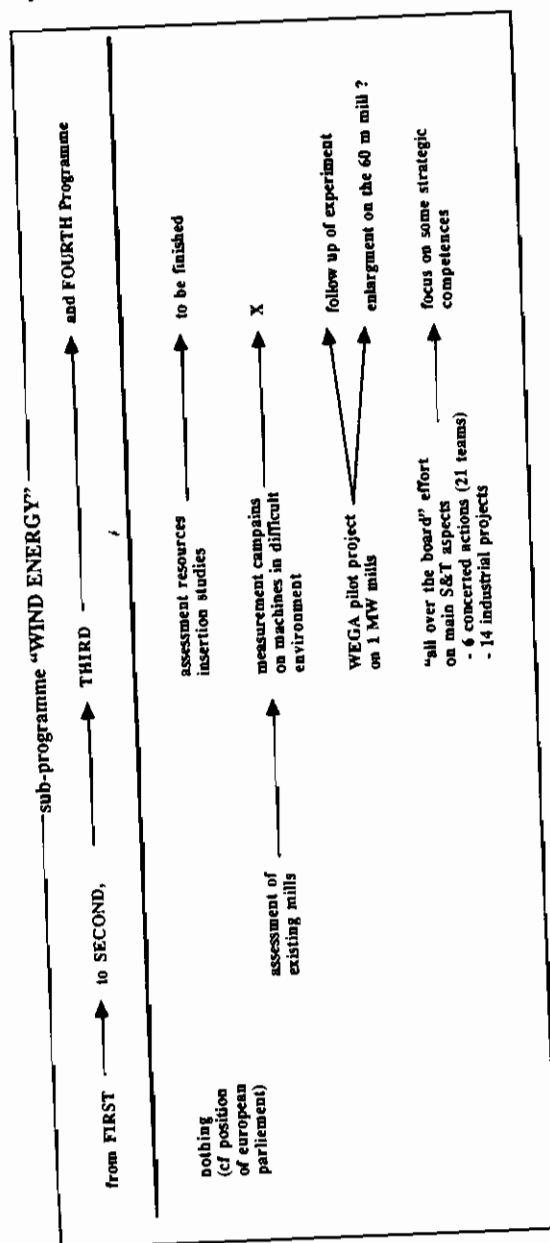 sub-programme "WIND ENERGY"
from FIRST
to SECOND,
THIRD
and FOURTH Programme
nothing
(cf position
of european
parliement)
assessment of
existing mills
assessment resources
insertion studies
to be finished
measurement campains
on machines in difficult
environment
X
WEGA pilot project
on 1 MW mills
follow up of experiment
enlargment on the 60 m mill ?
"all over the board" effort
on main S&T aspects
- 6 concerted actions (21 teams)
- 14 industrial projects
focus on some strategic
competences